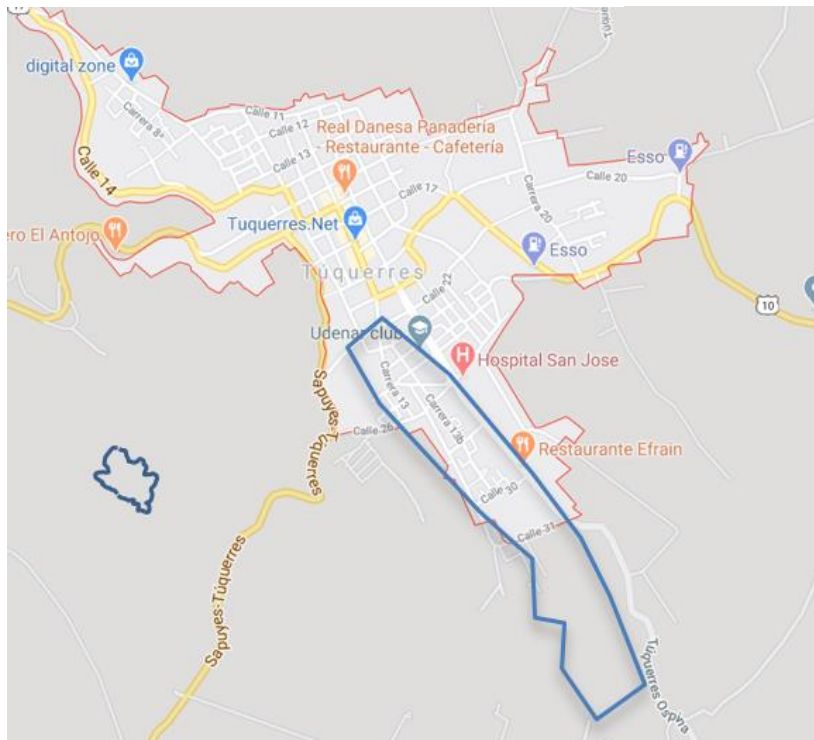 digital zone
Calle 11
Carrera 8ª
Calle 12
Real Danesa Panadería
- Restaurante - Cafetería
Calle 13
Calle 14
Esso
Calle 17
Calle 20
Carrera 20
Tuquerres.Net
ero El Antojo
Esso
Túquerres
Calle 22
10
Udenar club
Hospital San Jose
Carrera 13
Sapuyes-Túquerres
Carrera 13b
Calle 26
Restaurante Efrain
Calle 30
Calle 31
Sapuyes-Túquerres
Túquerres Ospina